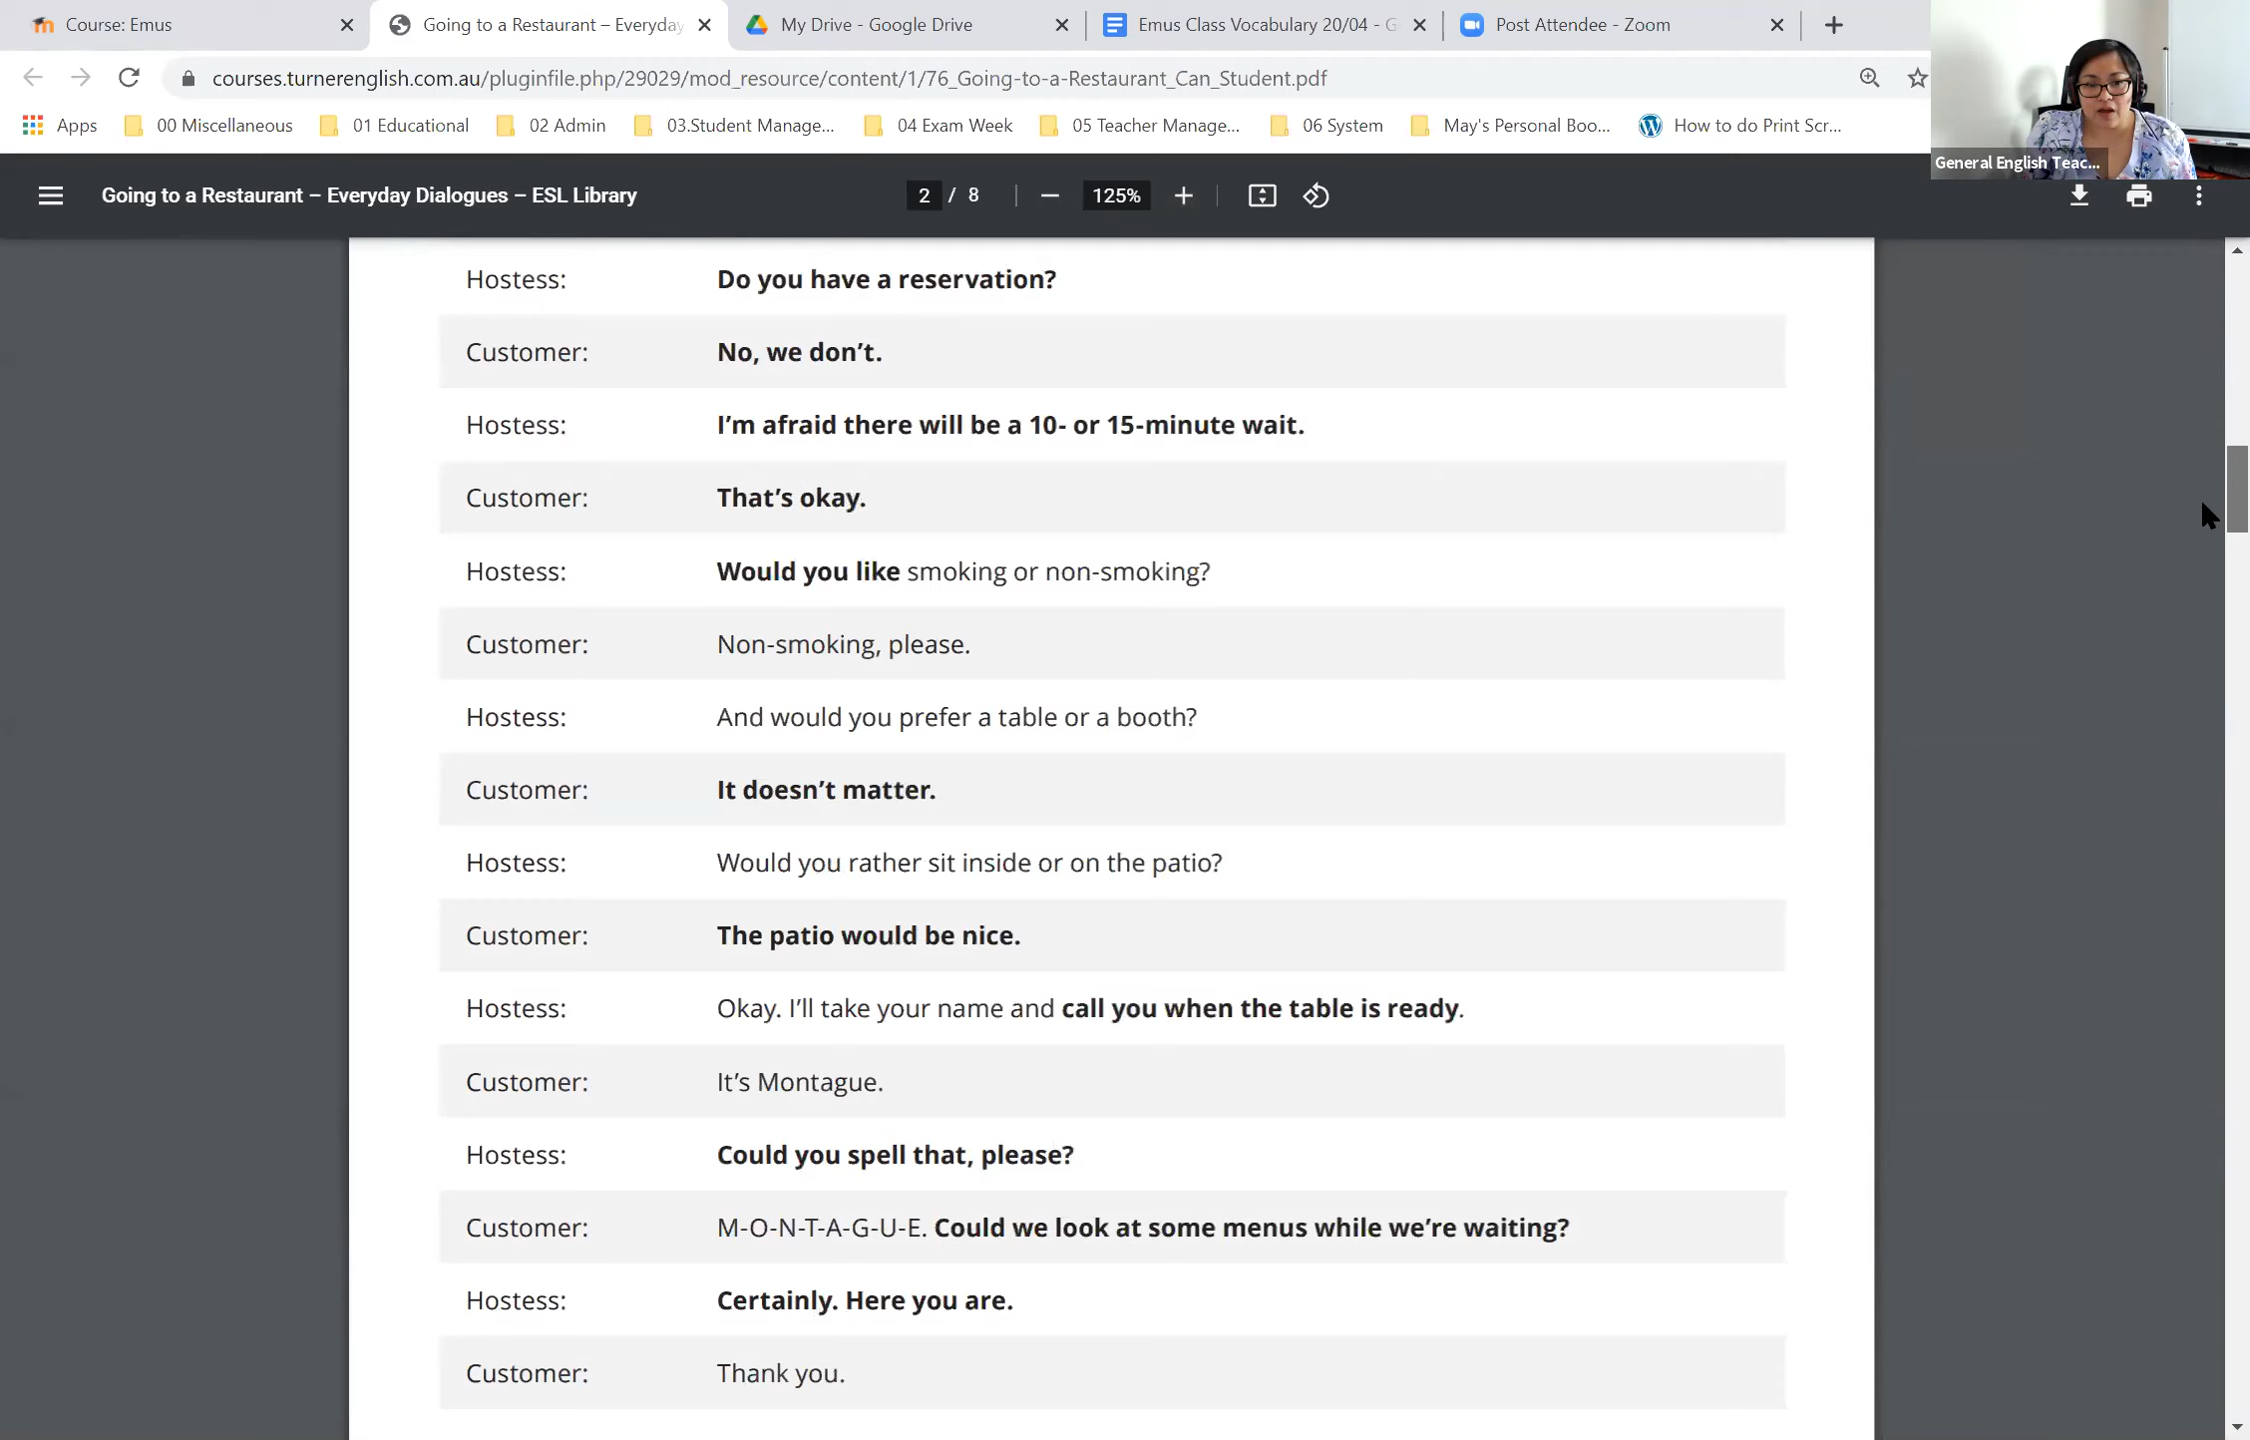 Course: Emus
Going to a Restaurant – Everyday
My Drive - Google Drive
Emus Class Vocabulary 20/04 - G
Post Attendee - Zoom
courses.turnerenglish.com.au/pluginfile.php/29029/mod_resource/content/1/76_Going-to-a-Restaurant_Can_Student.pdf
Apps
00 Miscellaneous
01 Educational
02 Admin
03.Student Manage...
04 Exam Week
05 Teacher Manage...
06 System
May's Personal Boo...
How to do Print Scr...
General English Teac...
Going to a Restaurant – Everyday Dialogues – ESL Library
2 / 8
125%
Hostess: Do you have a reservation?
Customer: No, we don’t.
Hostess: I’m afraid there will be a 10- or 15-minute wait.
Customer: That’s okay.
Hostess: Would you like smoking or non-smoking?
Customer: Non-smoking, please.
Hostess: And would you prefer a table or a booth?
Customer: It doesn’t matter.
Hostess: Would you rather sit inside or on the patio?
Customer: The patio would be nice.
Hostess: Okay. I’ll take your name and call you when the table is ready.
Customer: It’s Montague.
Hostess: Could you spell that, please?
Customer: M-O-N-T-A-G-U-E. Could we look at some menus while we’re waiting?
Hostess: Certainly. Here you are.
Customer: Thank you.